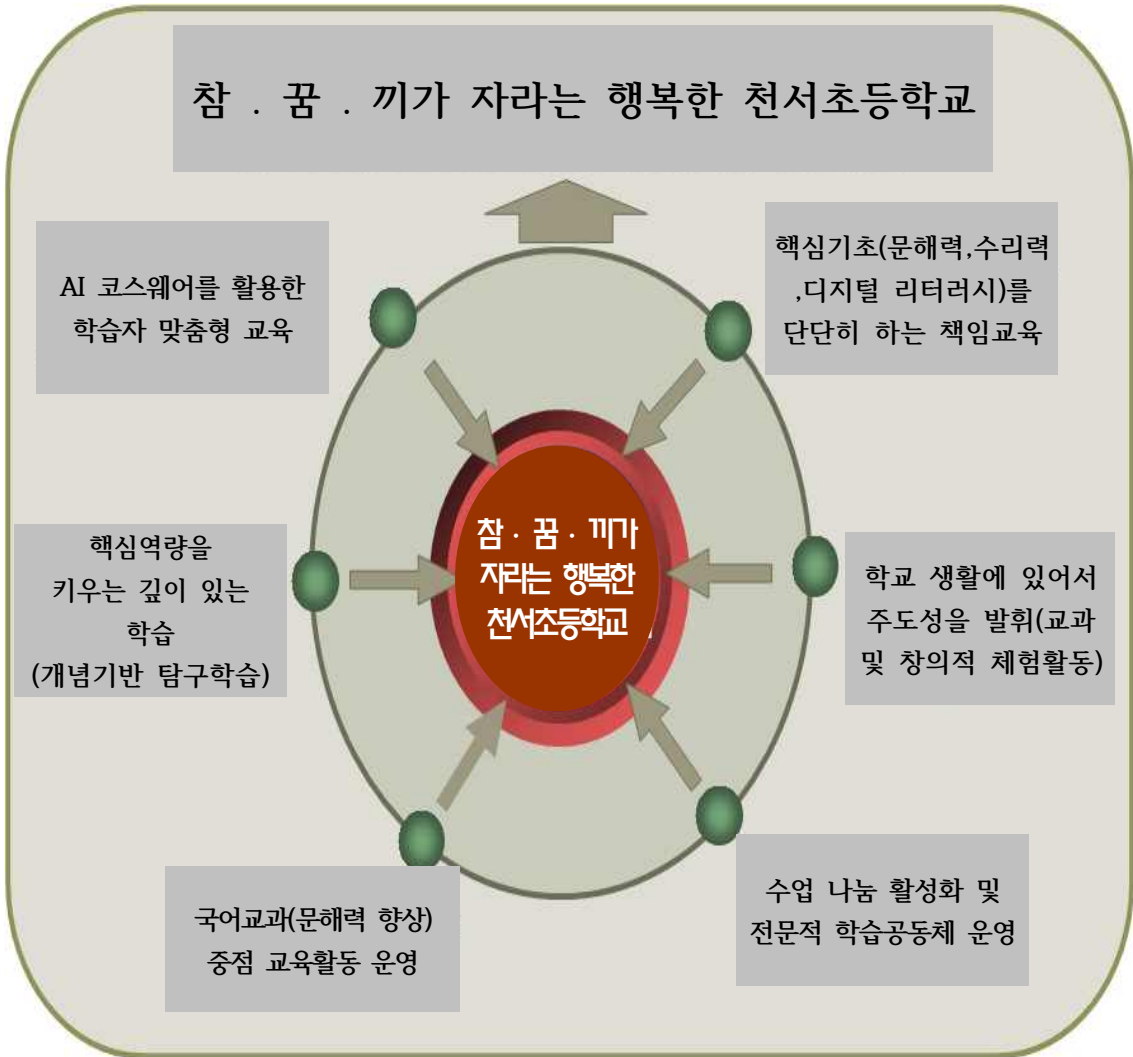 참 . 꿈 . 끼가 자라는 행복한 천서초등학교
AI 코스웨어를 활용한
학습자 맞춤형 교육
핵심기초(문해력,수리력
,디지털 리터러시)를
단단히 하는 책임교육
핵심역량을
키우는 깊이 있는
학습
(개념기반 탐구학습)
참 · 꿈 · 끼가
자라는 행복한
천서초등학교
학교 생활에 있어서
주도성을 발휘(교과
및 창의적 체험활동)
국어교과(문해력 향상)
중점 교육활동 운영
수업 나눔 활성화 및
전문적 학습공동체 운영